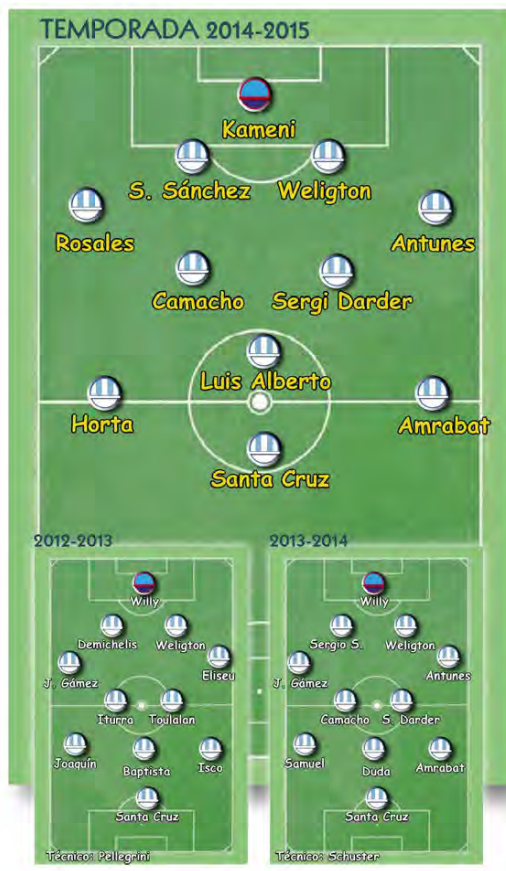 TEMPORADA 2014-2015
Kameni
S. Sánchez Weligton
Rosales Antunes
Camacho Sergi Darder
Luis Alberto
Horta Amrabat
Santa Cruz
2012-2013
Willy
Demichelis Weligton
J. Gámez Eliseu
Iturra Toulalan
Joaquín Baptista Isco
Santa Cruz
Técnico: Pellegrini
2013-2014
Willy
Sergio S. Weligton
J. Gámez Antunes
Camacho S. Darder
Samuel Duda Amrabat
Santa Cruz
Técnico: Schuster